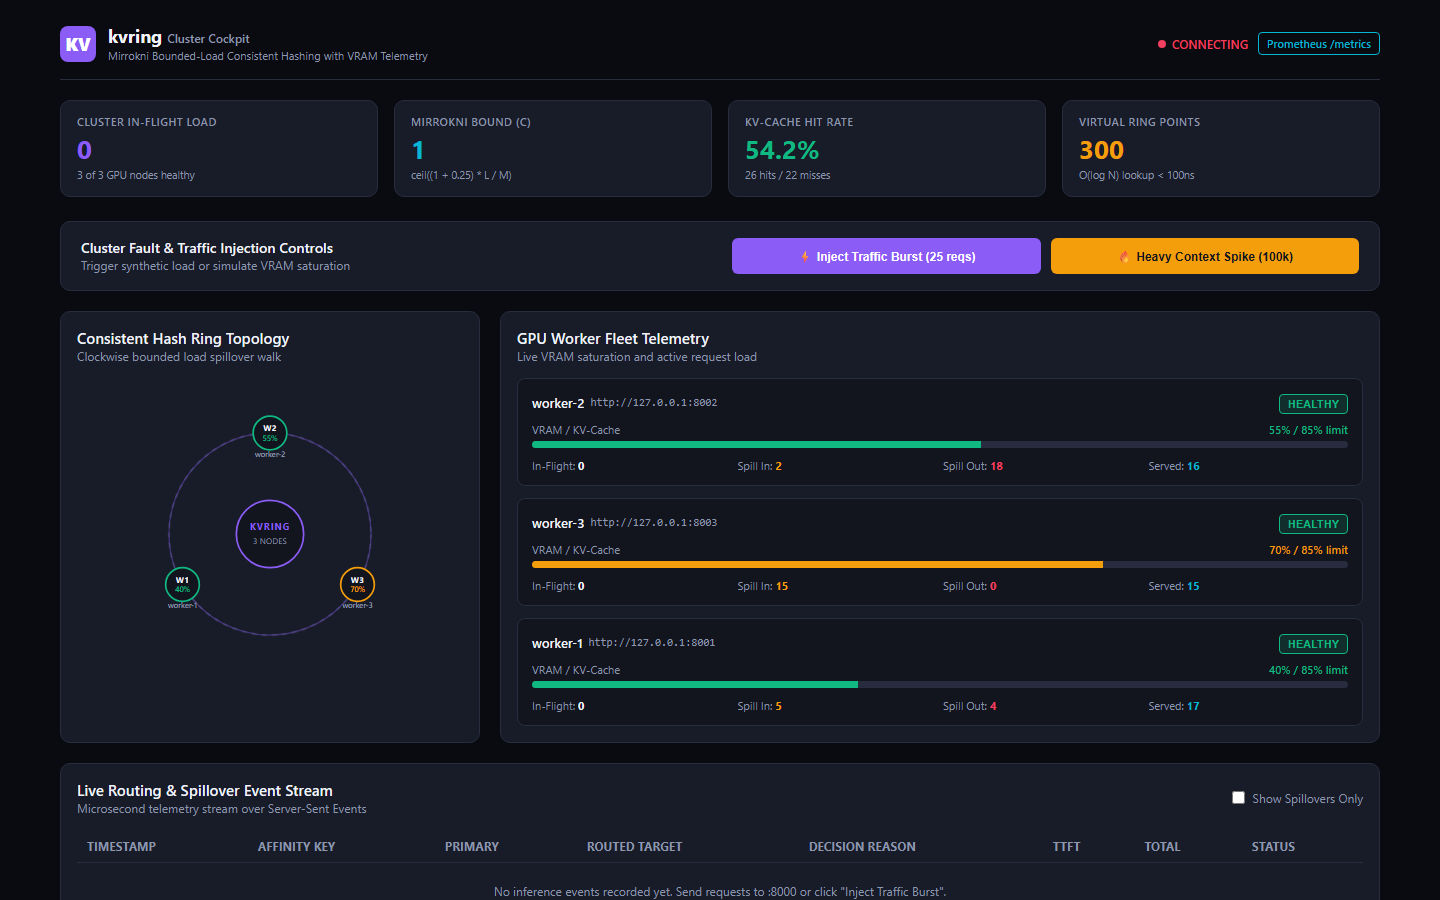 KV
kvring Cluster Cockpit
Mirrokni Bounded-Load Consistent Hashing with VRAM Telemetry
CONNECTING
Prometheus /metrics
CLUSTER IN-FLIGHT LOAD
0
3 of 3 GPU nodes healthy
MIRROKNI BOUND (C)
1
ceil((1 + 0.25) * L / M)
KV-CACHE HIT RATE
54.2%
26 hits / 22 misses
VIRTUAL RING POINTS
300
O(log N) lookup < 100ns
Cluster Fault & Traffic Injection Controls
Trigger synthetic load or simulate VRAM saturation
Inject Traffic Burst (25 reqs)
Heavy Context Spike (100k)
Consistent Hash Ring Topology
Clockwise bounded load spillover walk
W2
55%
worker-2
KVRING
3 NODES
W1
40%
worker-1
W3
70%
worker-3
GPU Worker Fleet Telemetry
Live VRAM saturation and active request load
worker-2 http://127.0.0.1:8002
HEALTHY
VRAM / KV-Cache
55% / 85% limit
In-Flight: 0
Spill In: 2
Spill Out: 18
Served: 16
worker-3 http://127.0.0.1:8003
HEALTHY
VRAM / KV-Cache
70% / 85% limit
In-Flight: 0
Spill In: 15
Spill Out: 0
Served: 15
worker-1 http://127.0.0.1:8001
HEALTHY
VRAM / KV-Cache
40% / 85% limit
In-Flight: 0
Spill In: 5
Spill Out: 4
Served: 17
Live Routing & Spillover Event Stream
Microsecond telemetry stream over Server-Sent Events
Show Spillovers Only
TIMESTAMP
AFFINITY KEY
PRIMARY
ROUTED TARGET
DECISION REASON
TTFT
TOTAL
STATUS
No inference events recorded yet. Send requests to :8000 or click "Inject Traffic Burst".